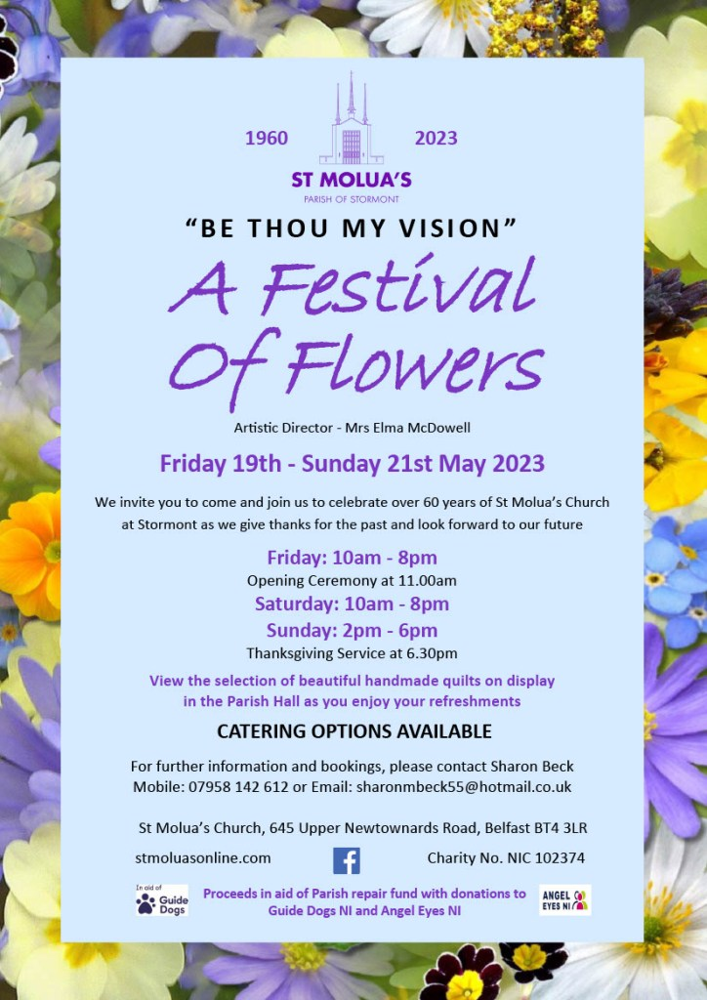 1960 2023
ST MOLUA'S
PARISH OF STORMONT
“BE THOU MY VISION”
A Festival
Of Flowers
Artistic Director - Mrs Elma McDowell
Friday 19th - Sunday 21st May 2023
We invite you to come and join us to celebrate over 60 years of St Molua’s Church
at Stormont as we give thanks for the past and look forward to our future
Friday: 10am - 8pm
Opening Ceremony at 11.00am
Saturday: 10am - 8pm
Sunday: 2pm - 6pm
Thanksgiving Service at 6.30pm
View the selection of beautiful handmade quilts on display
in the Parish Hall as you enjoy your refreshments
CATERING OPTIONS AVAILABLE
For further information and bookings, please contact Sharon Beck
Mobile: 07958 142 612 or Email: sharonmbeck55@hotmail.co.uk
St Molua’s Church, 645 Upper Newtownards Road, Belfast BT4 3LR
stmoluasonline.com f Charity No. NIC 102374
In aid of
Guide
Dogs
Proceeds in aid of Parish repair fund with donations to
Guide Dogs NI and Angel Eyes NI
ANGEL
EYES NI